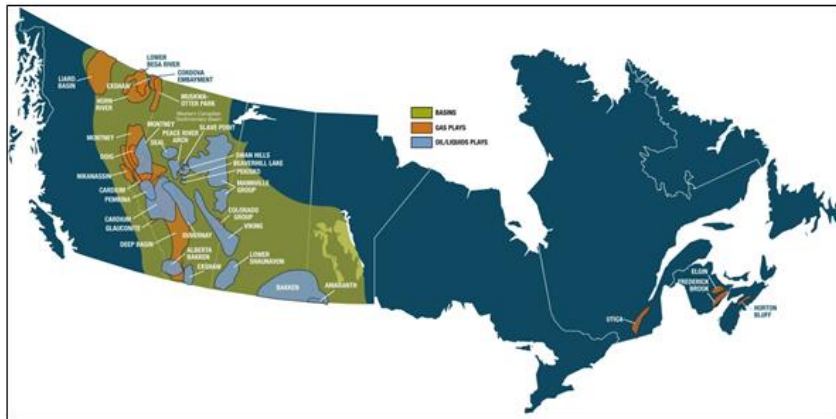 LOWER
BESA RIVER
CORDOVA
EMBAYMENT
LIARD
BASIN
EXSHAW
HORN
RIVER
MUSKWA-
OTTER PARK
Western Canadian
Sedimentary Basin
MONTNEY
MONTNEY
SEAL
PEACE RIVER
ARCH
SLAVE POINT
DOIG
NIKANASSIN
SWAN HILLS
BEAVERHILL LAKE
PEKISKO
CARDIUM
PEMBINA
MANNVILLE
GROUP
CARDIUM
GLAUCONITE
COLORADO
GROUP
DEEP BASIN
DUVERNAY
VIKING
ALBERTA
BAKKEN
EXSHAW
LOWER
SHAUNAVON
BAKKEN
AMARANTH
BASINS
GAS PLAYS
OIL/LIQUIDS PLAYS
ELGIN
FREDERICK
BROOK
UTICA
HORTON
BLUFF